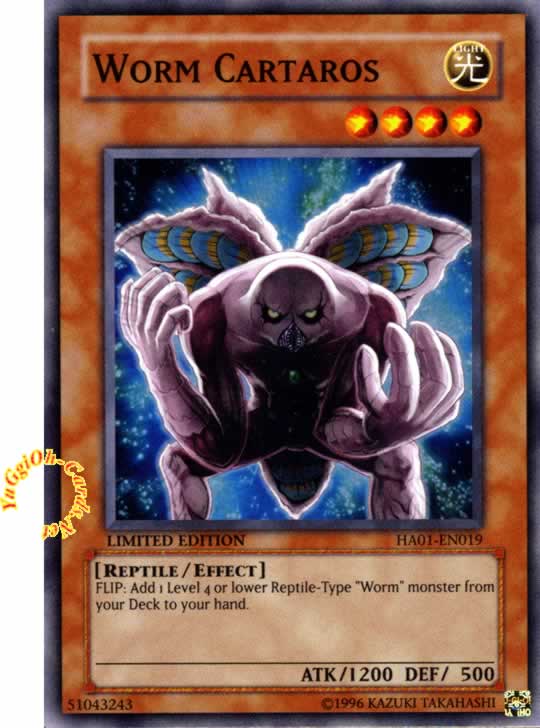 WORM CARTAROS
LIGHT
光
LIMITED EDITION
HA01-EN019
YuGgiOh-Cards.Net
[REPTILE/EFFECT]
FLIP: Add 1 Level 4 or lower Reptile-Type "Worm" monster from
your Deck to your hand.
ATK/1200 DEF/ 500
51043243
©1996 KAZUKI TAKAHASHI